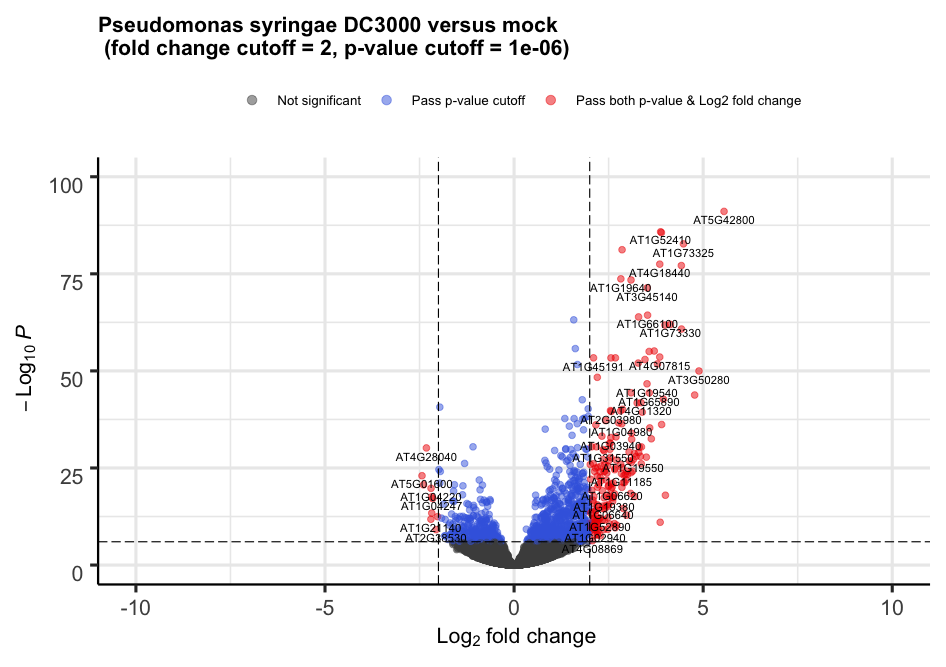 Pseudomonas syringae DC3000 versus mock
(fold change cutoff = 2, p-value cutoff = 1e-06)
Not significant Pass p-value cutoff Pass both p-value & Log2 fold change
100
75
50
25
0
− Log10 P
AT5G42800
AT1G52410
AT1G73325
AT4G18440
AT1G19640
AT3G45140
AT1G66100
AT1G73330
AT1G45191
AT4G07815
AT3G50280
AT1G19540
AT1G65890
AT4G11320
AT2G03980
AT1G04980
AT1G03940
AT1G31550
AT1G19550
AT1G11185
AT1G06620
AT1G19380
AT1G06640
AT1G52890
AT1G02940
AT4G08869
AT4G28040
AT5G01600
AT1G04220
AT1G04247
AT1G21140
AT2G38530
-10 -5 0 5 10
Log2 fold change